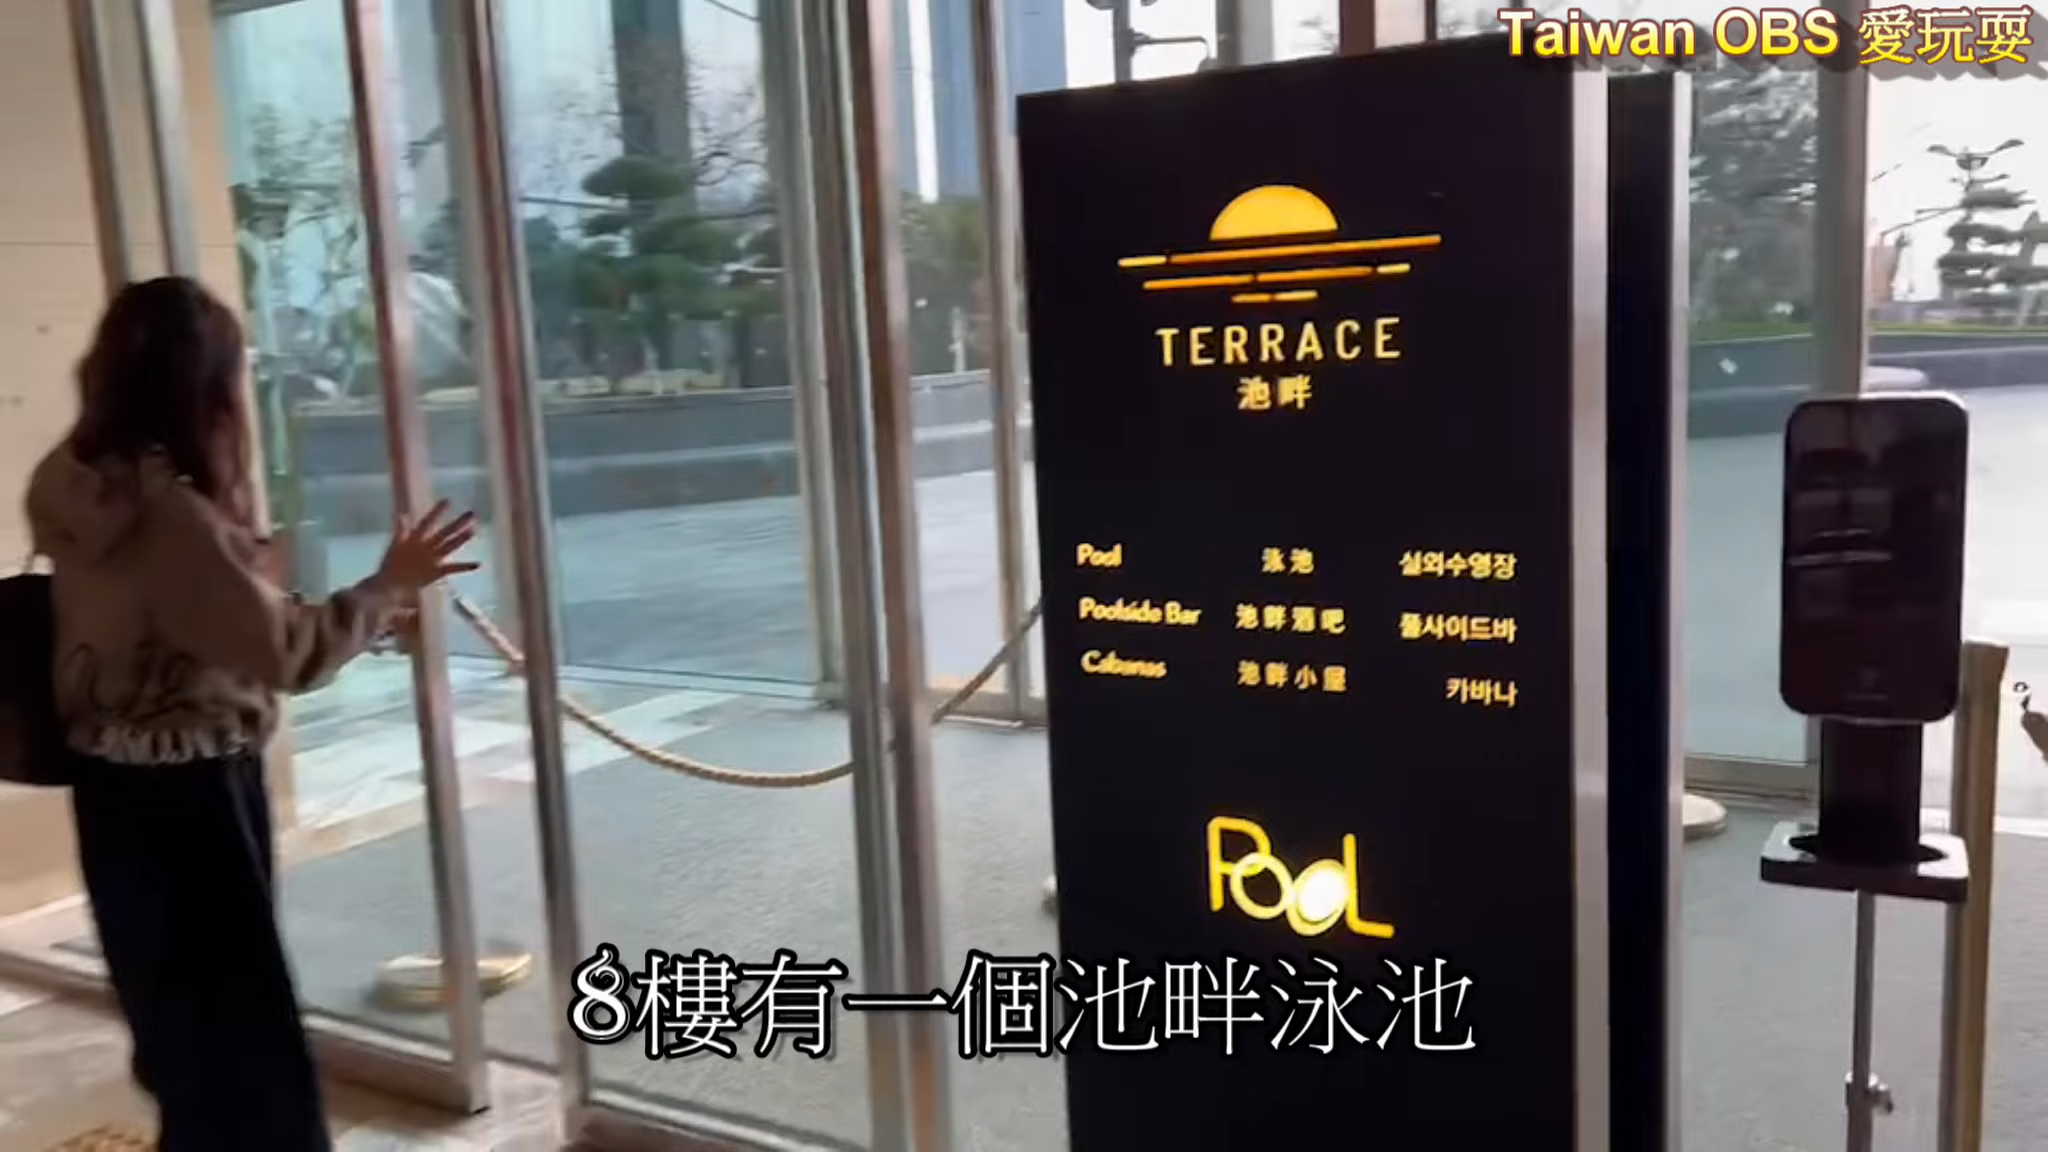 Taiwan OBS 愛玩耍
TERRACE
池畔
Pool 泳池 실외수영장
Poolside Bar 池畔酒吧 풀사이드바
Cabanas 池畔小屋 카바나
POOL
8樓有一個池畔泳池